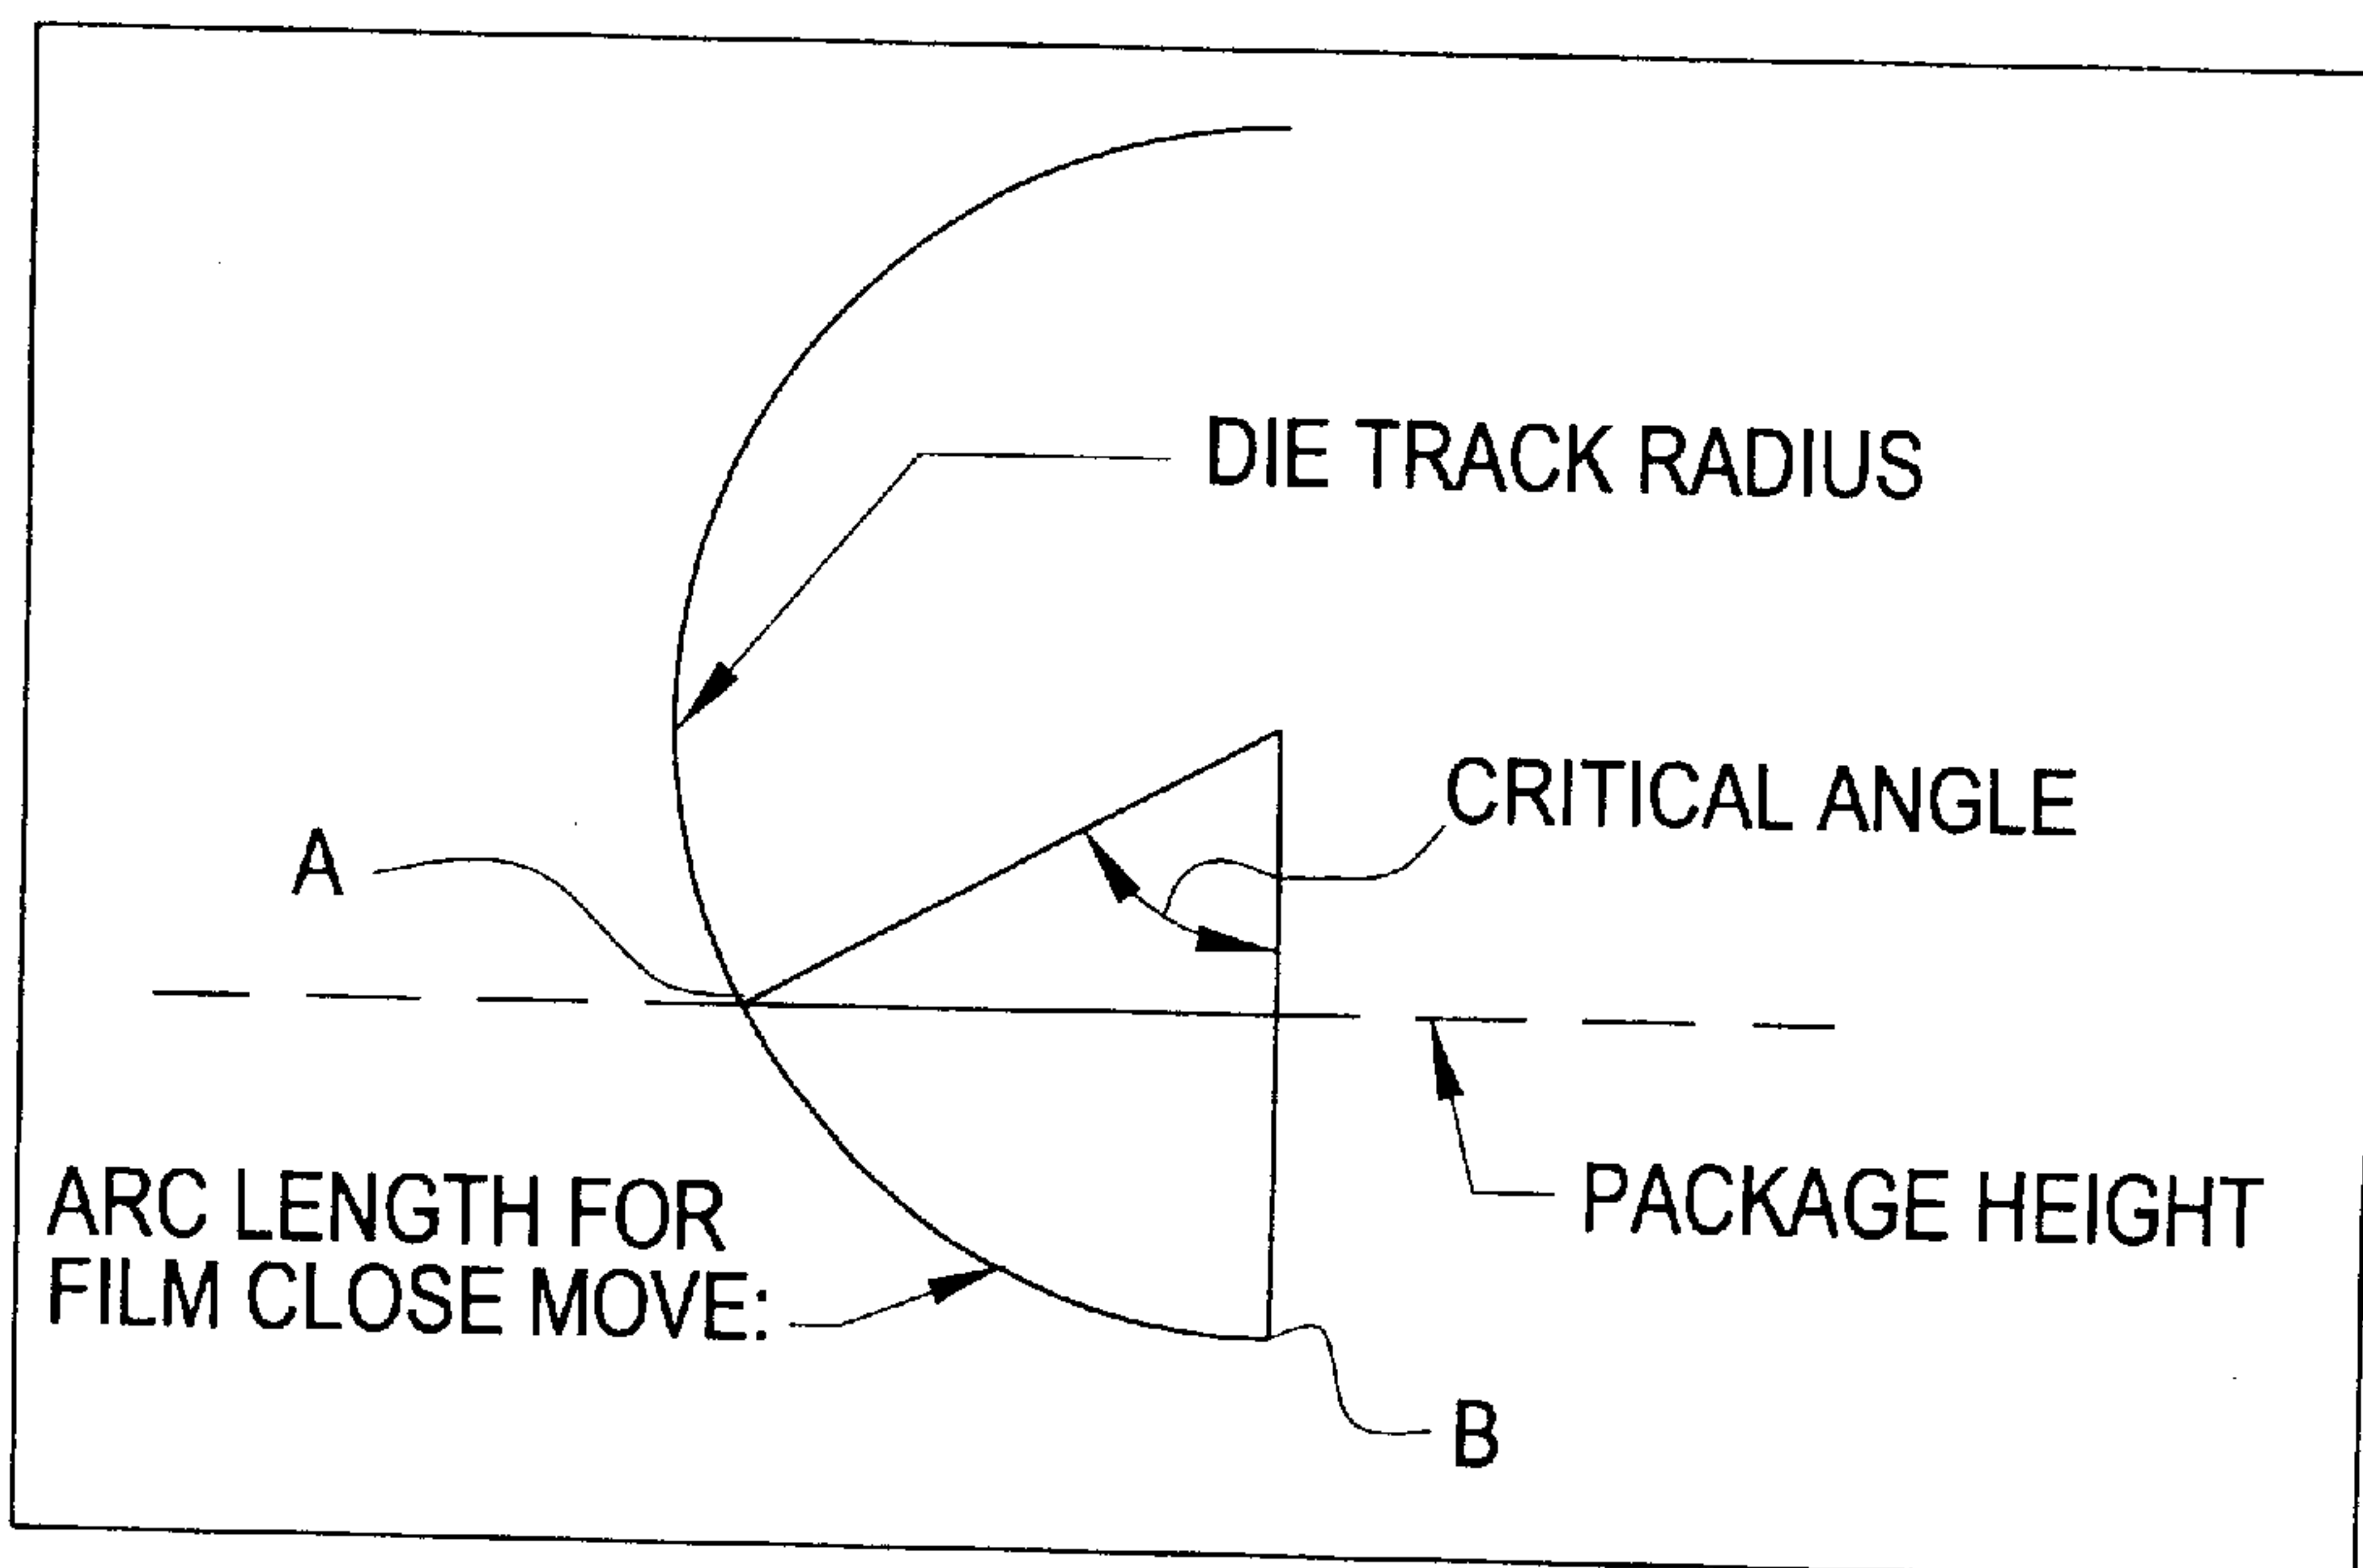 DIE TRACK RADIUS
CRITICAL ANGLE
A
PACKAGE HEIGHT
ARC LENGTH FOR
FILM CLOSE MOVE:
B